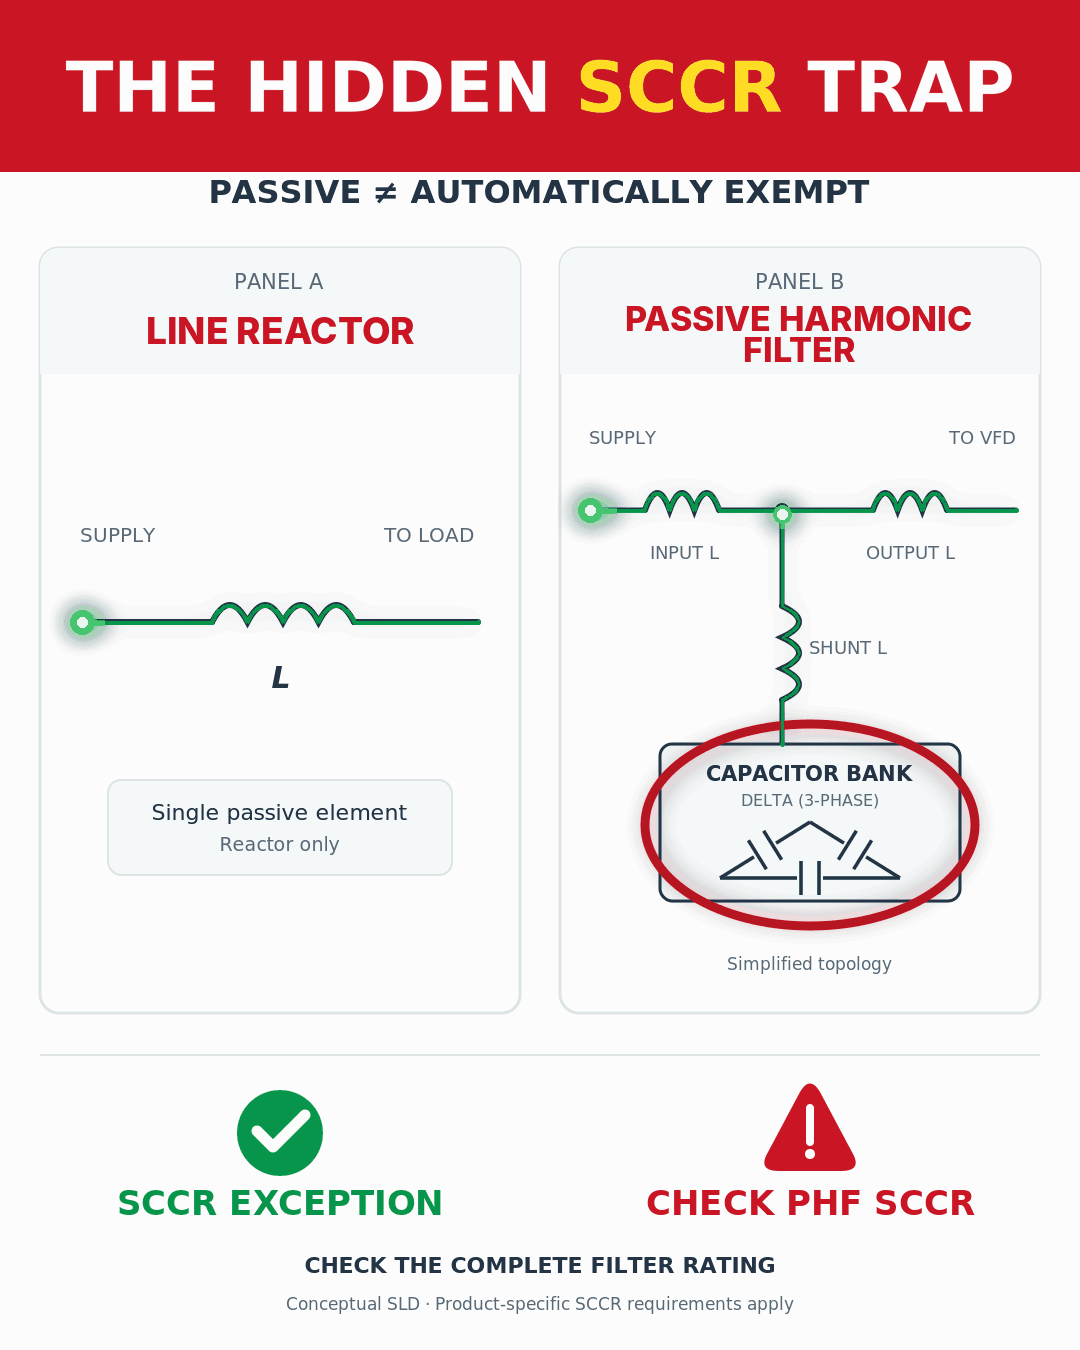 THE HIDDEN SCCR TRAP
PASSIVE ≠ AUTOMATICALLY EXEMPT
PANEL A
LINE REACTOR
SUPPLY
TO LOAD
L
Single passive element
Reactor only
PANEL B
PASSIVE HARMONIC
FILTER
SUPPLY
TO VFD
INPUT L
OUTPUT L
SHUNT L
CAPACITOR BANK
DELTA (3-PHASE)
Simplified topology
SCCR EXCEPTION
CHECK PHF SCCR
CHECK THE COMPLETE FILTER RATING
Conceptual SLD · Product-specific SCCR requirements apply